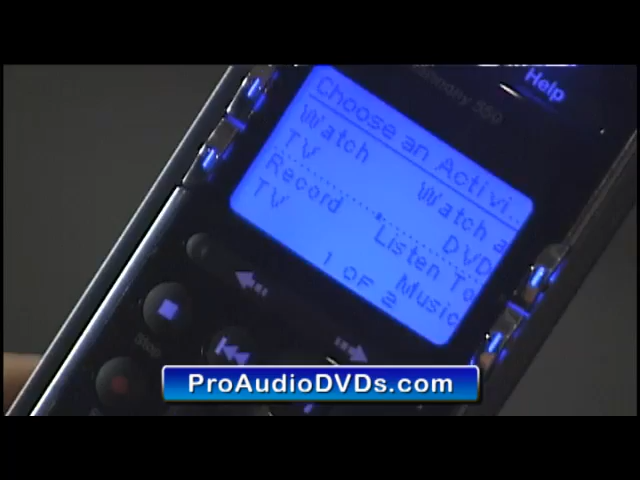 Help
Harmony 550
Choose an Activi..
Watch TV
Watch a DVD
Record TV
Listen To Music
1 OF 2
Stop
ProAudioDVDs.com